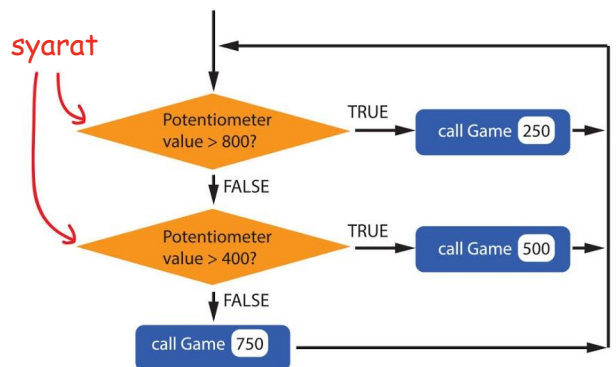 syarat
Potentiometer
value > 800?
TRUE
call Game 250
FALSE
Potentiometer
value > 400?
TRUE
call Game 500
FALSE
call Game 750